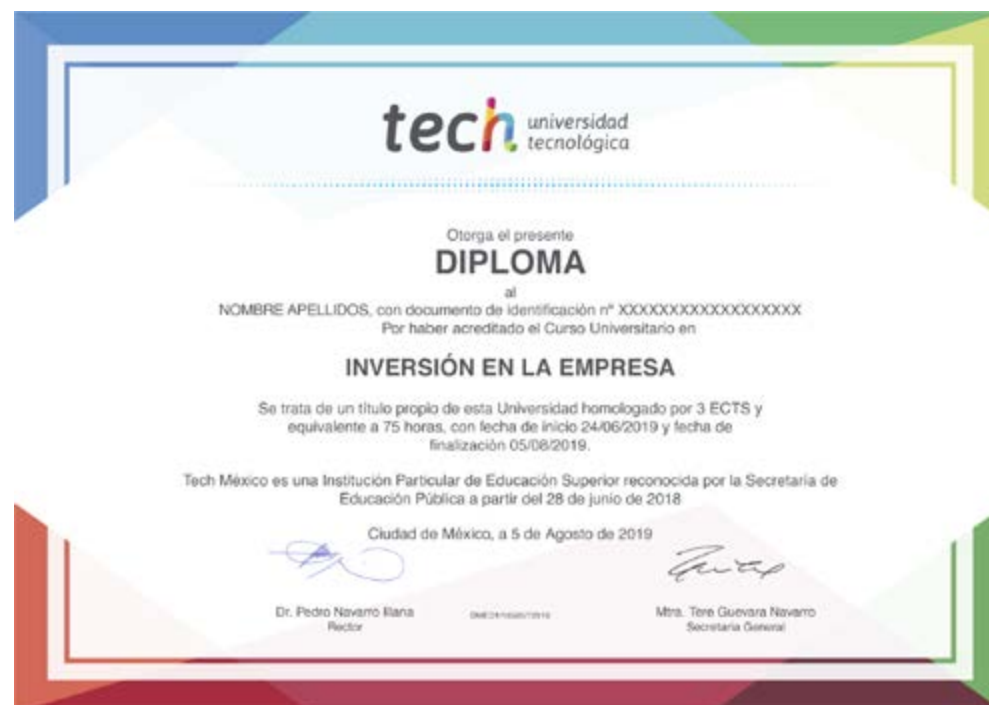 tech universidad
tecnológica
Otorga el presente
DIPLOMA
al
NOMBRE APELLIDOS, con documento de identificación nº XXXXXXXXXXXXXXXXXX
Por haber acreditado el Curso Universitario en
INVERSIÓN EN LA EMPRESA
Se trata de un título propio de esta Universidad homologado por 3 ECTS y
equivalente a 75 horas, con fecha de inicio 24/06/2019 y fecha de
finalización 05/08/2019.
Tech México es una Institución Particular de Educación Superior reconocida por la Secretaría de
Educación Pública a partir del 28 de junio de 2018
Ciudad de México, a 5 de Agosto de 2019
Dr. Pedro Navarro Illana
Rector
Mtra. Tere Guevara Navarro
Secretaria General